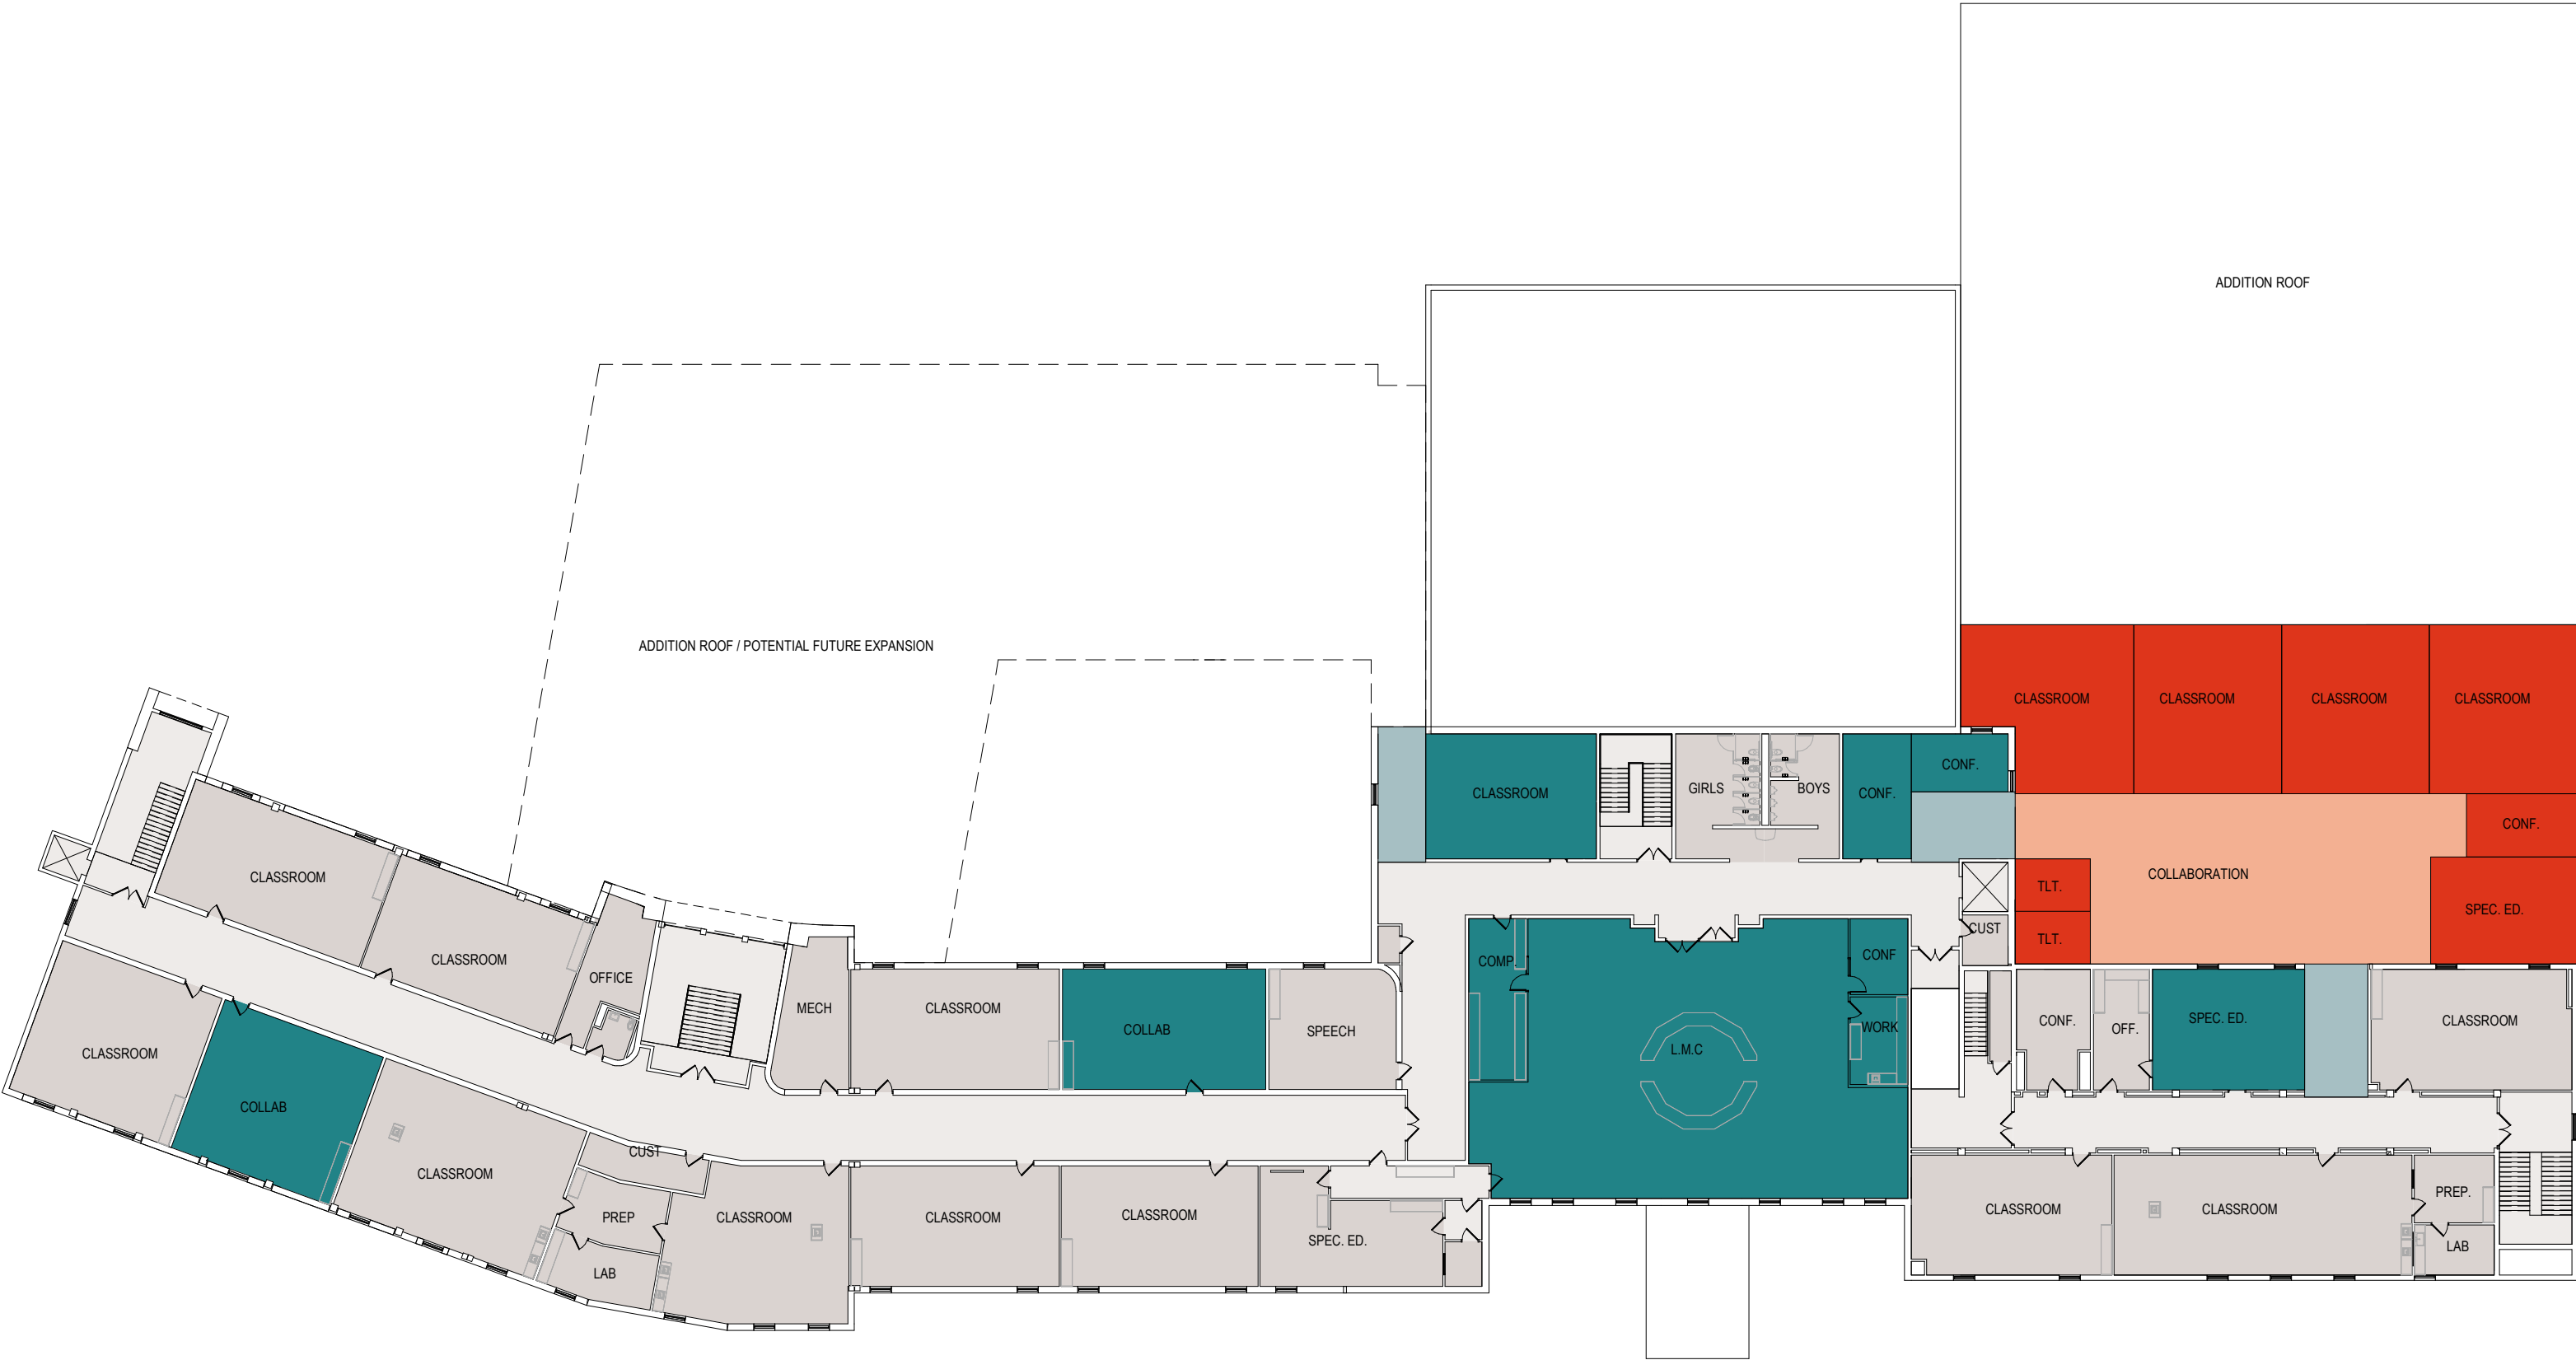 ADDITION ROOF
ADDITION ROOF / POTENTIAL FUTURE EXPANSION
CLASSROOM
CLASSROOM
CLASSROOM
CLASSROOM
CLASSROOM
GIRLS
BOYS
CONF.
CONF.
CONF.
COLLABORATION
TLT.
TLT.
SPEC. ED.
CUST
CLASSROOM
CLASSROOM
OFFICE
MECH
CLASSROOM
COLLAB
SPEECH
COMP
CONF
WORK
L.M.C
CONF.
OFF.
SPEC. ED.
CLASSROOM
CLASSROOM
COLLAB
CLASSROOM
CUST
PREP
LAB
CLASSROOM
CLASSROOM
CLASSROOM
SPEC. ED.
CLASSROOM
CLASSROOM
PREP.
LAB